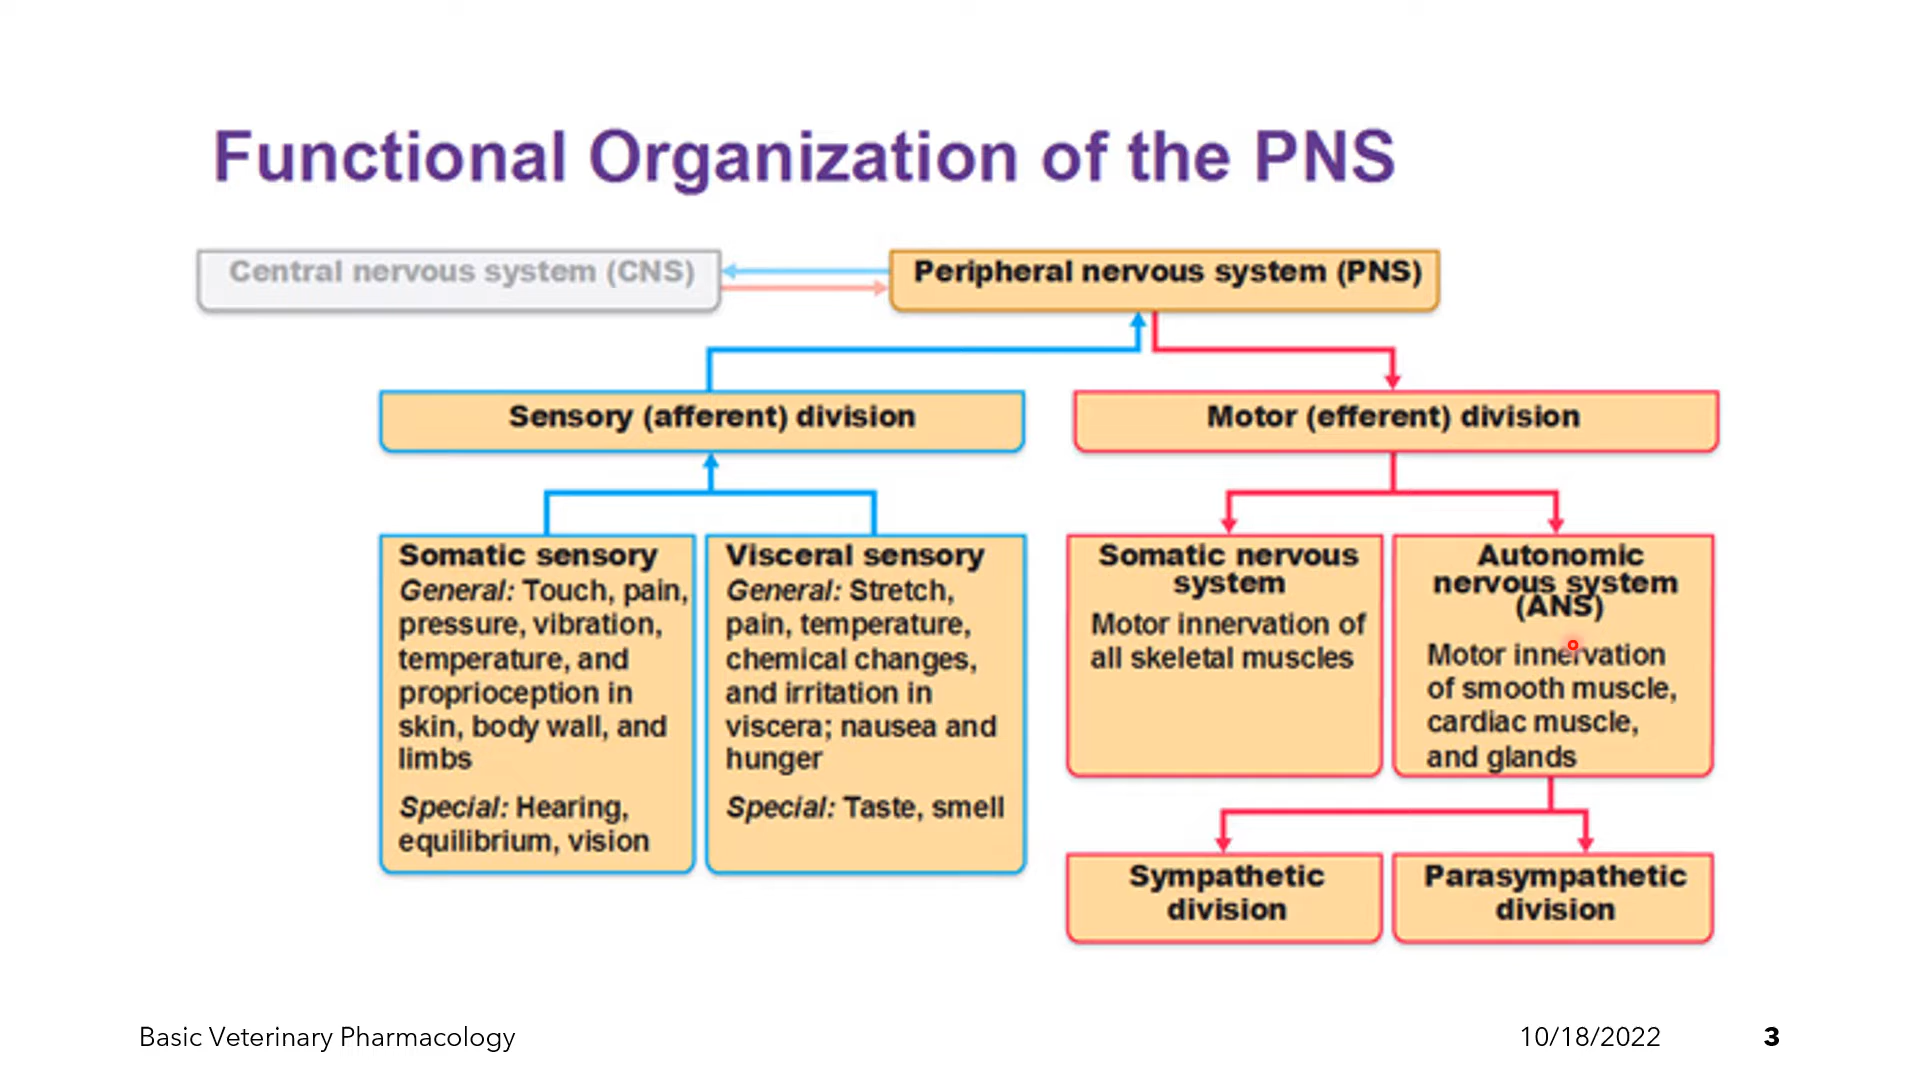 Functional Organization of the PNS
Central nervous system (CNS)
Peripheral nervous system (PNS)
Sensory (afferent) division
Motor (efferent) division
Somatic sensory
General: Touch, pain,
pressure, vibration,
temperature, and
proprioception in
skin, body wall, and
limbs
Special: Hearing,
equilibrium, vision
Visceral sensory
General: Stretch,
pain, temperature,
chemical changes,
and irritation in
viscera; nausea and
hunger
Special: Taste, smell
Somatic nervous
system
Motor innervation of
all skeletal muscles
Autonomic
nervous system
(ANS)
Motor innervation
of smooth muscle,
cardiac muscle,
and glands
Sympathetic
division
Parasympathetic
division
Basic Veterinary Pharmacology
10/18/2022
3